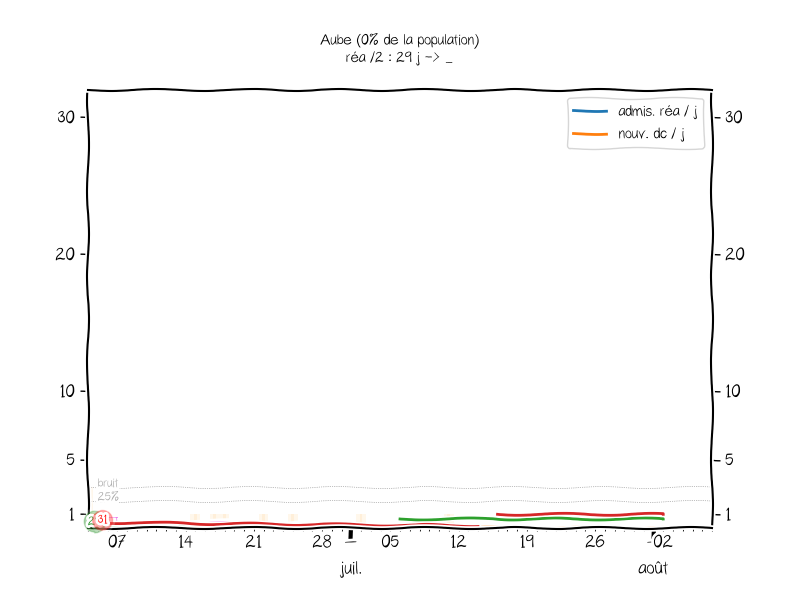 Aube (0% de la population)
réa /2 : 29 j -> _
admis. réa / j
nouv. dc / j
30
30
20
20
10
10
5
5
bruit
25%
1
1
31
07 14 21 28 05 12 19 26 02
juil. août